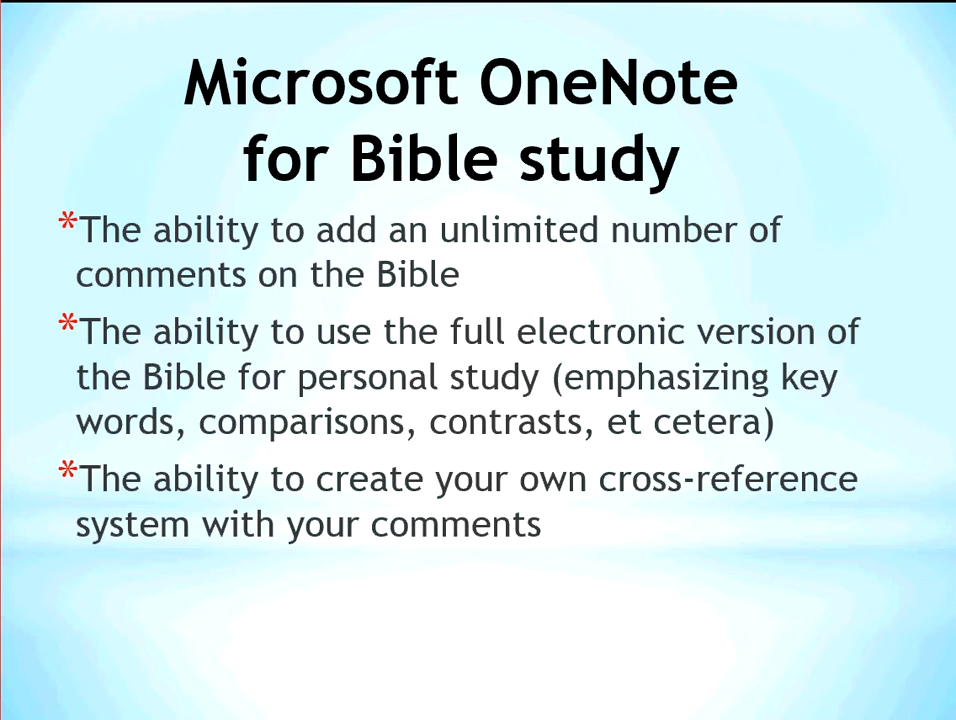 Microsoft OneNote
for Bible study
*The ability to add an unlimited number of
comments on the Bible
*The ability to use the full electronic version of
the Bible for personal study (emphasizing key
words, comparisons, contrasts, et cetera)
*The ability to create your own cross-reference
system with your comments